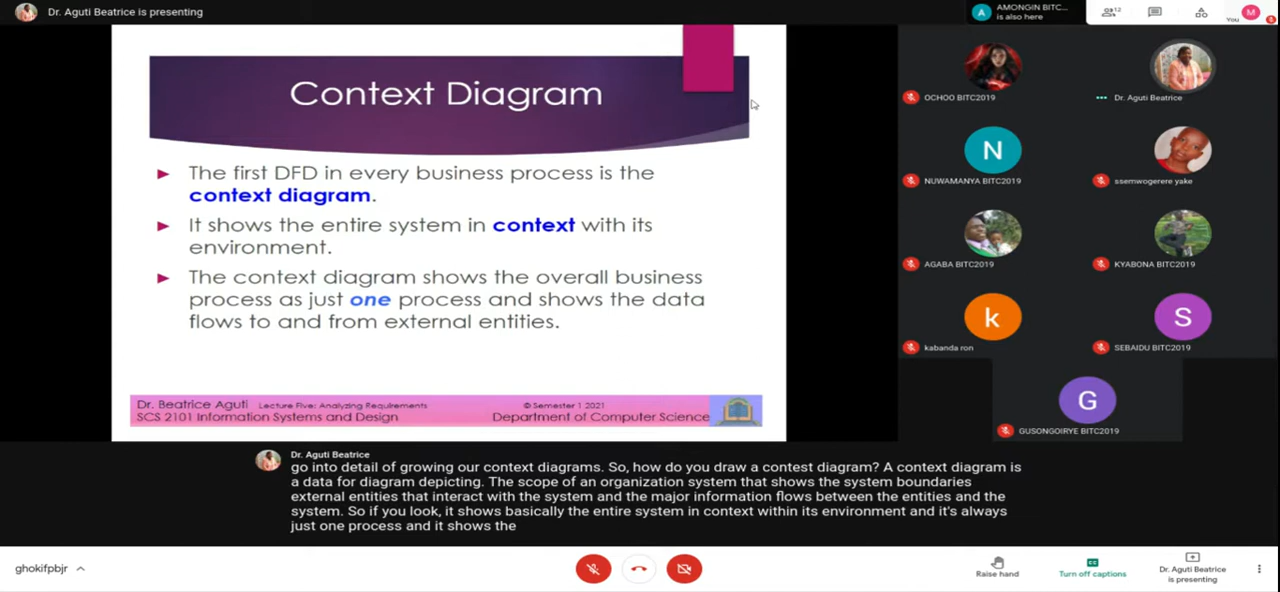 Dr. Aguti Beatrice is presenting
AMONGIN BITC...
is also here
12
You
M
A
Context Diagram
► The first DFD in every business process is the
context diagram.
► It shows the entire system in context with its
environment.
► The context diagram shows the overall business
process as just one process and shows the data
flows to and from external entities.
Dr. Beatrice Aguti Lecture Five: Analyzing Requirements © Semester 1 2021
SCS 2101 Information Systems and Design Department of Computer Science
OCHOO BITC2019
Dr. Aguti Beatrice
N
NUWAMANYA BITC2019
ssemwogerere yake
AGABA BITC2019
KYABONA BITC2019
k
kabanda ron
S
SEBAIDU BITC2019
G
GUSONGOIRYE BITC2019
Dr. Aguti Beatrice
go into detail of growing our context diagrams. So, how do you draw a contest diagram? A context diagram is
a data for diagram depicting. The scope of an organization system that shows the system boundaries
external entities that interact with the system and the major information flows between the entities and the
system. So if you look, it shows basically the entire system in context within its environment and it's always
just one process and it shows the
ghokifpbjr
Raise hand
CC
Turn off captions
Dr. Aguti Beatrice
is presenting